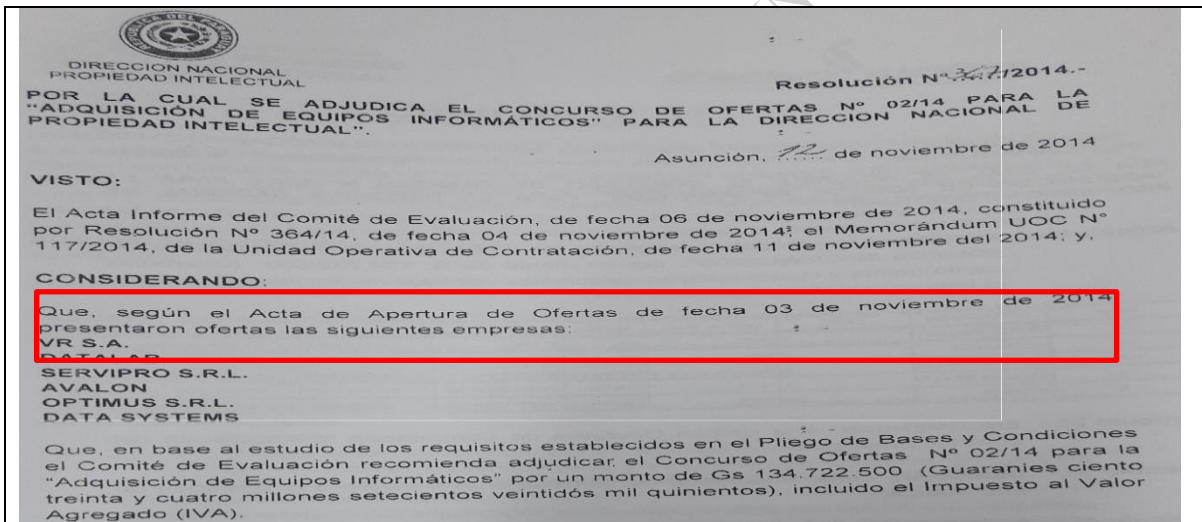 DIRECCION NACIONAL
PROPIEDAD INTELECTUAL
Resolución Nº 367/2014.-
POR LA CUAL SE ADJUDICA EL CONCURSO DE OFERTAS Nº 02/14 PARA LA
"ADQUISICIÓN DE EQUIPOS INFORMÁTICOS" PARA LA DIRECCION NACIONAL DE
PROPIEDAD INTELECTUAL".
Asunción, 12 de noviembre de 2014
VISTO:
El Acta Informe del Comité de Evaluación, de fecha 06 de noviembre de 2014, constituido
por Resolución Nº 364/14, de fecha 04 de noviembre de 2014; el Memorándum UOC Nº
117/2014, de la Unidad Operativa de Contratación, de fecha 11 de noviembre del 2014; y,
CONSIDERANDO:
Que, según el Acta de Apertura de Ofertas de fecha 03 de noviembre de 2014
presentaron ofertas las siguientes empresas:
VR S.A.
SERVIPRO S.R.L.
AVALON
OPTIMUS S.R.L.
DATA SYSTEMS
Que, en base al estudio de los requisitos establecidos en el Pliego de Bases y Condiciones
el Comité de Evaluación recomienda adjudicar el Concurso de Ofertas Nº 02/14 para la
"Adquisición de Equipos Informáticos" por un monto de Gs 134.722.500 (Guaraníes ciento
treinta y cuatro millones setecientos veintidós mil quinientos), incluido el Impuesto al Valor
Agregado (IVA).